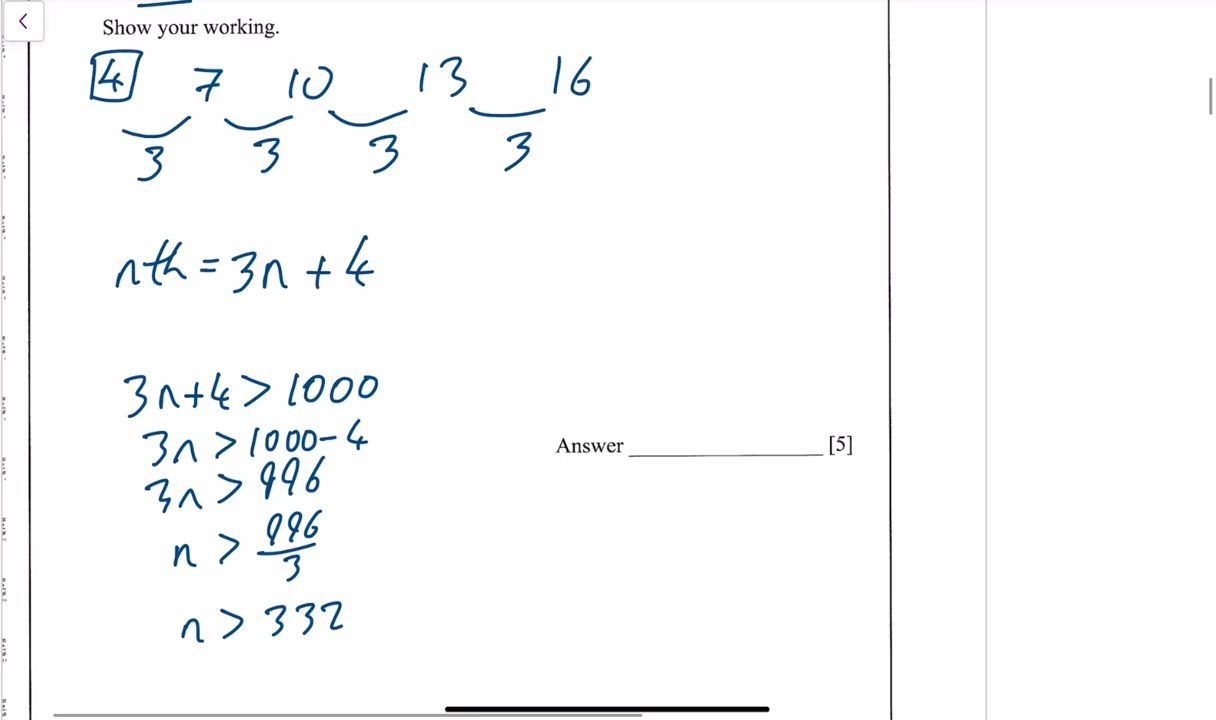 Show your working.
4 7 10 13 16
3 3 3 3
nth = 3n + 4
3n+4 > 1000
3n > 1000-4
3n > 996
n > 996/3
n > 332
Answer ________________ [5]